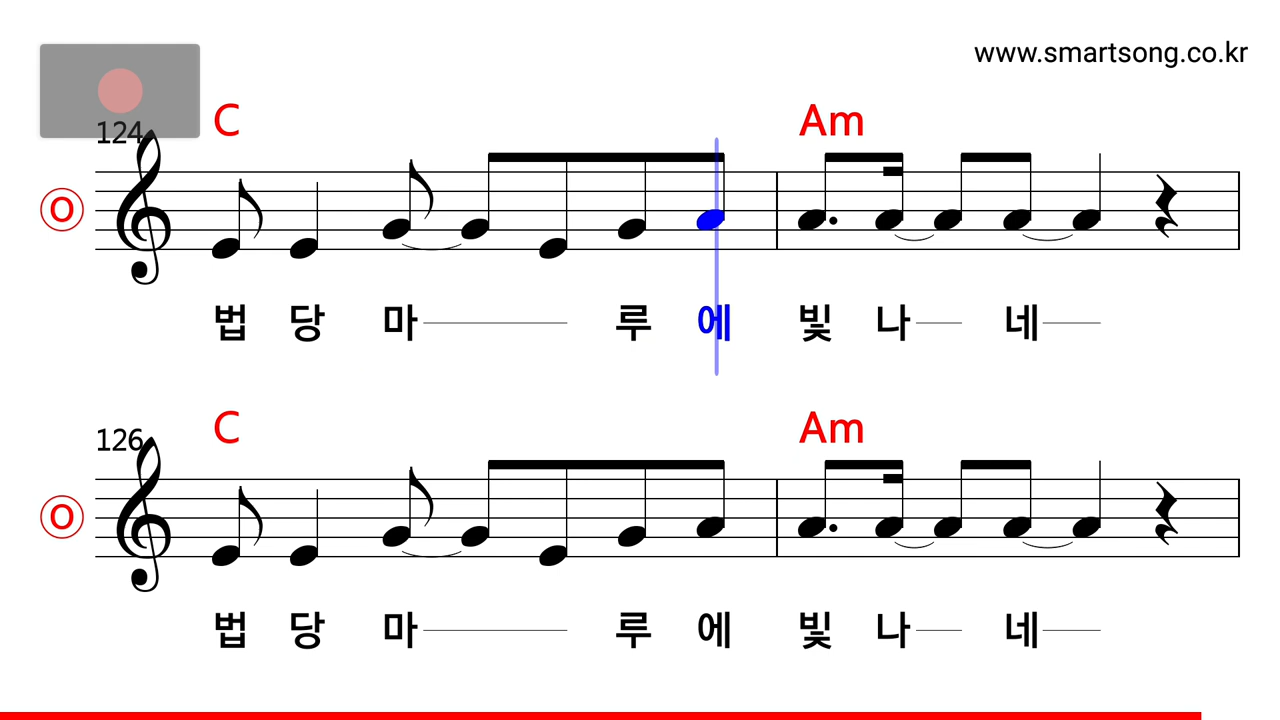 www.smartsong.co.kr
124
C Am
O
법 당 마 루 에 빛 나 네
126
C Am
O
법 당 마 루 에 빛 나 네